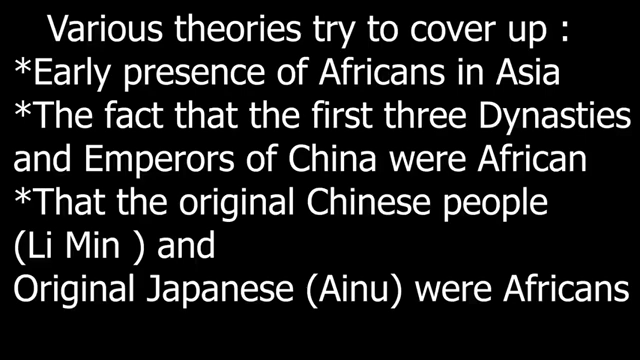 Various theories try to cover up :
*Early presence of Africans in Asia
*The fact that the first three Dynasties
and Emperors of China were African
*That the original Chinese people
(Li Min ) and
Original Japanese (Ainu) were Africans